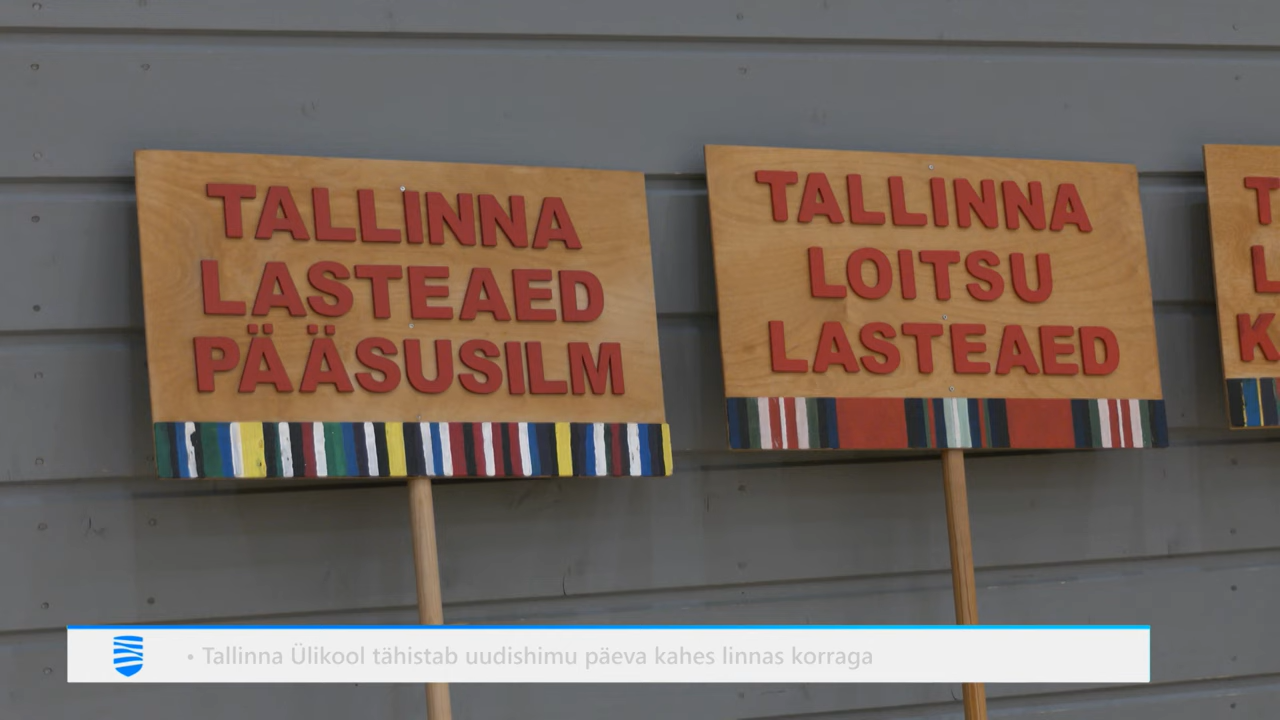 TALLINNA
LASTEAED
PÄÄSUSILM
TALLINNA
LOITSU
LASTEAED
• Tallinna Ülikool tähistab uudishimu päeva kahes linnas korraga